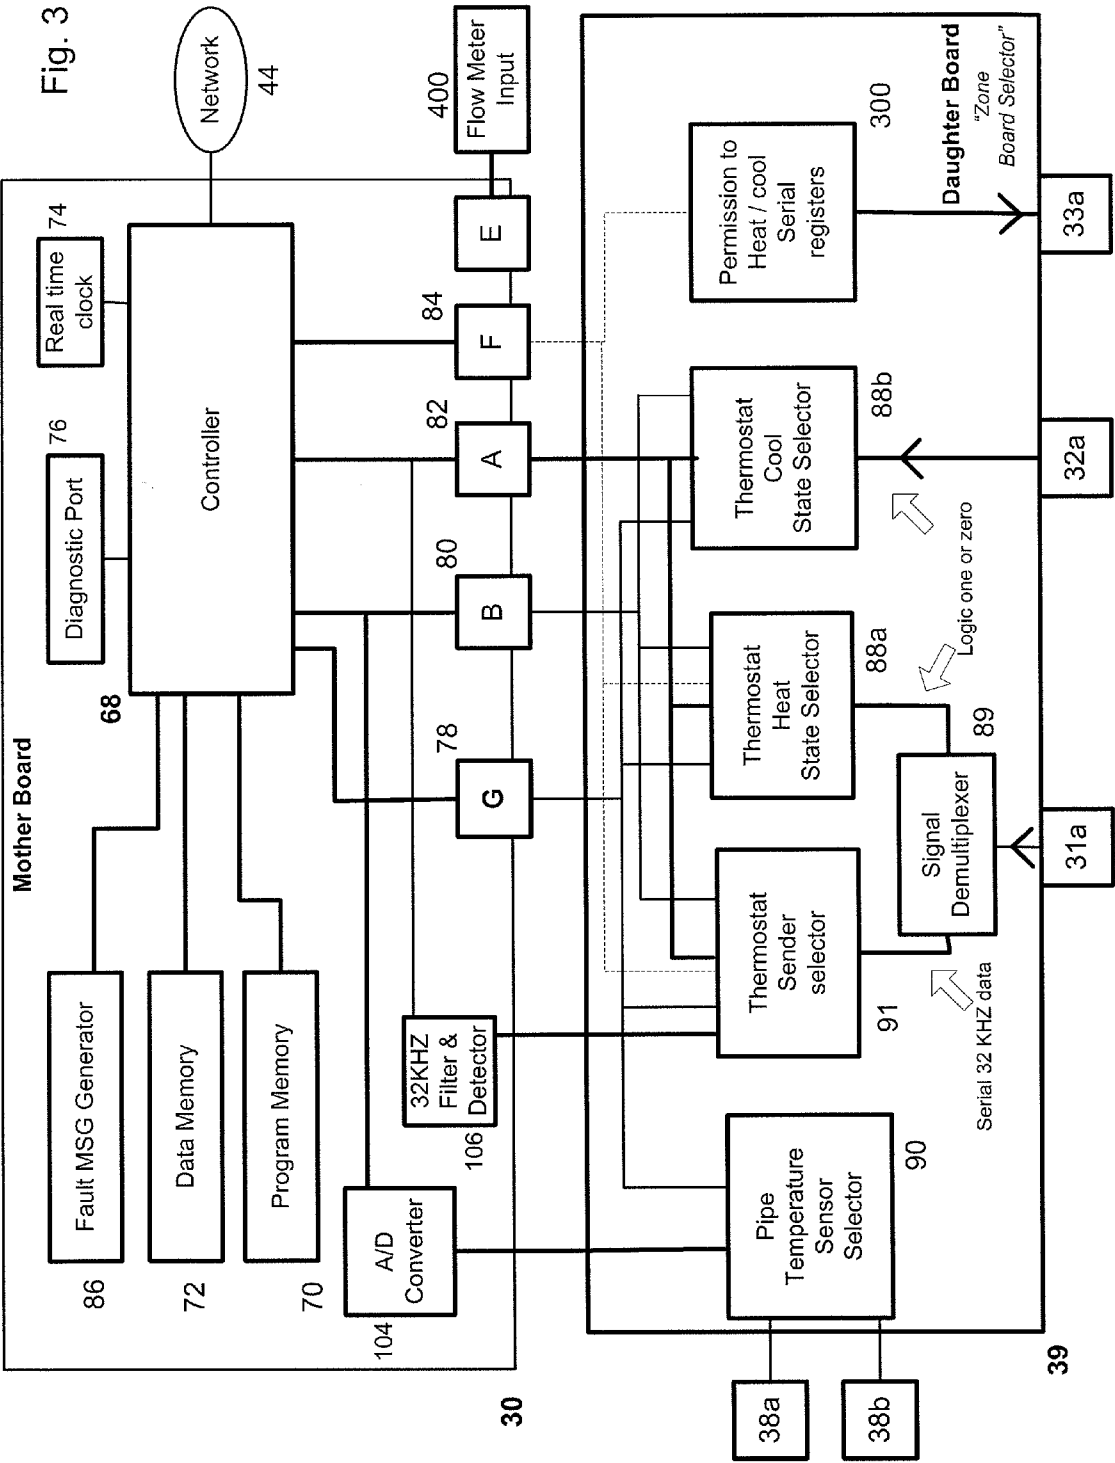 Fig. 3
Mother Board
30
Fault MSG Generator
86
Data Memory
72
Program Memory
70
A/D
Converter
104
32KHZ
Filter &
Detector
106
Diagnostic Port
76
Real time
clock
74
Controller
68
Network
44
G
78
B
80
A
82
F
84
E
Flow Meter
Input
400
Daughter Board
"Zone
Board Selector"
39
Pipe
Temperature
Sensor
Selector
90
Thermostat
Sender
selector
91
Thermostat
Heat
State Selector
88a
Thermostat
Cool
State Selector
88b
Permission to
Heat / cool
Serial
registers
300
Signal
Demultiplexer
89
Serial 32 KHZ data
Logic one or zero
38a
38b
31a
32a
33a